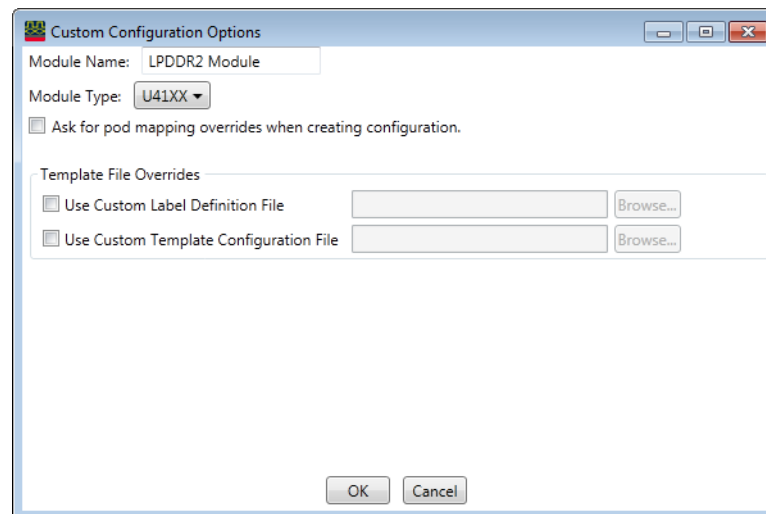 Custom Configuration Options
Module Name: LPDDR2 Module
Module Type: U41XX
Ask for pod mapping overrides when creating configuration.
Template File Overrides
Use Custom Label Definition File Browse...
Use Custom Template Configuration File Browse...
OK Cancel